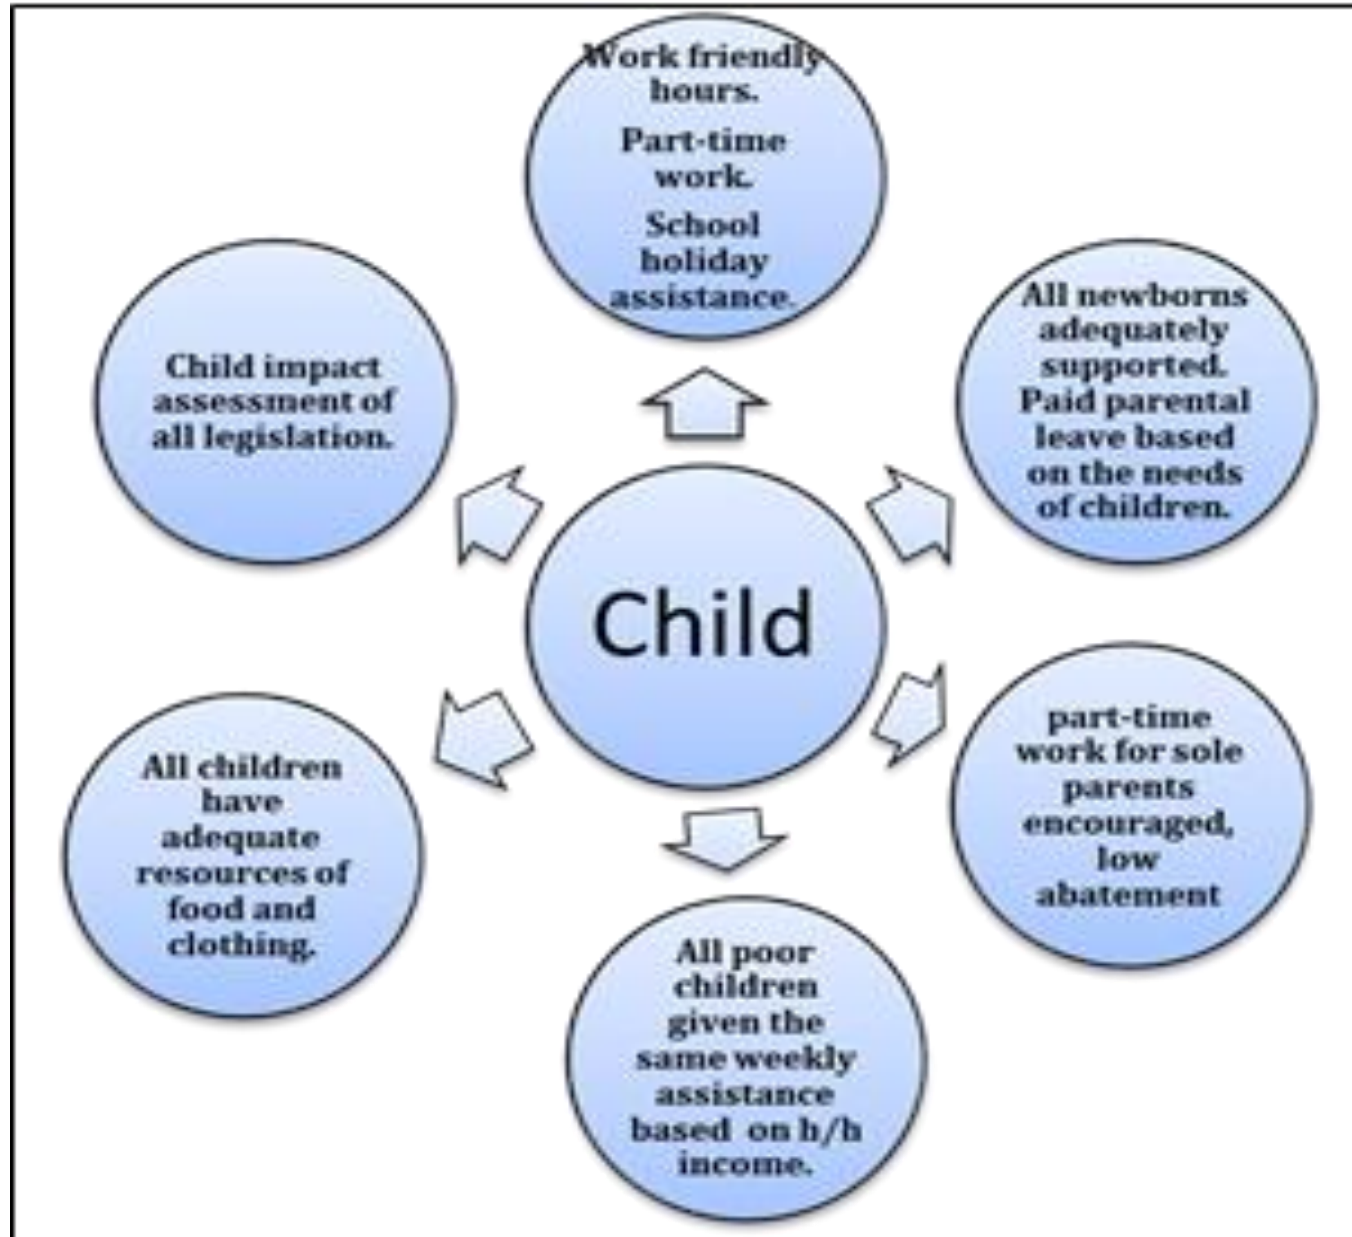 Work friendly
hours.
Part-time
work.
School
holiday
assistance.
All newborns
adequately
supported.
Paid parental
leave based
on the needs
of children.
Child impact
assessment of
all legislation.
Child
part-time
work for sole
parents
encouraged,
low
abatement
All children
have
adequate
resources of
food and
clothing.
All poor
children
given the
same weekly
assistance
based on h/h
income.